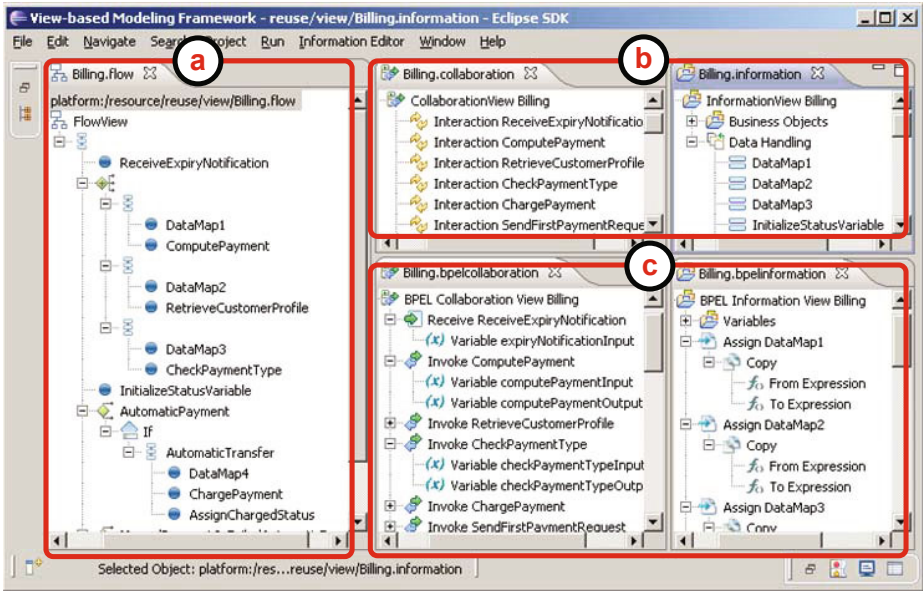 View-based Modeling Framework - reuse/view/Billing.information - Eclipse SDK
File Edit Navigate Search Project Run Information Editor Window Help
a
b
Billing.flow
platform:/resource/reuse/view/Billing.flow
FlowView
ReceiveExpiryNotification
DataMap1
ComputePayment
DataMap2
RetrieveCustomerProfile
DataMap3
CheckPaymentType
InitializeStatusVariable
AutomaticPayment
If
AutomaticTransfer
DataMap4
ChargePayment
AssignChargedStatus
Billing.collaboration
CollaborationView Billing
Interaction ReceiveExpiryNotificatio
Interaction ComputePayment
Interaction RetrieveCustomerProfile
Interaction CheckPaymentType
Interaction ChargePayment
Interaction SendFirstPaymentReque
Billing.information
InformationView Billing
Business Objects
Data Handling
DataMap1
DataMap2
DataMap3
InitializeStatusVariable
c
Billing.bpelcollaboration
BPEL Collaboration View Billing
Receive ReceiveExpiryNotification
(x) Variable expiryNotificationInput
Invoke ComputePayment
(x) Variable computePaymentInput
(x) Variable computePaymentOutput
Invoke RetrieveCustomerProfile
Invoke CheckPaymentType
(x) Variable checkPaymentTypeInput
(x) Variable checkPaymentTypeOutp
Invoke ChargePayment
Invoke SendFirstPaymentRequest
Billing.bpelinformation
BPEL Information View Billing
Variables
Assign DataMap1
Copy
From Expression
To Expression
Assign DataMap2
Copy
From Expression
To Expression
Assign DataMap3
Copy
Selected Object: platform:/res...reuse/view/Billing.information